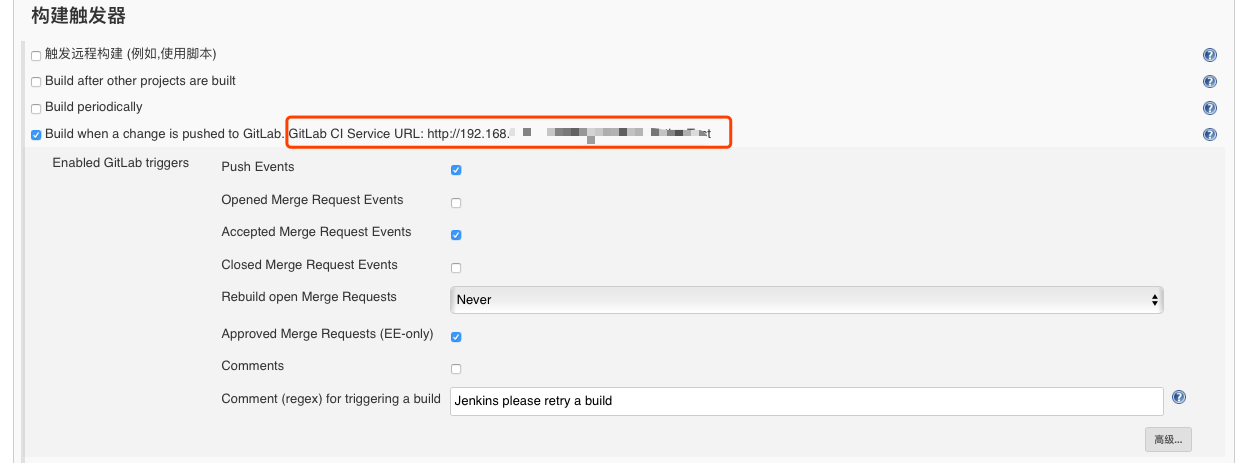 构建触发器
触发远程构建 (例如,使用脚本)
Build after other projects are built
Build periodically
Build when a change is pushed to GitLab. GitLab CI Service URL: http://192.168.
Enabled GitLab triggers
Push Events
Opened Merge Request Events
Accepted Merge Request Events
Closed Merge Request Events
Rebuild open Merge Requests Never
Approved Merge Requests (EE-only)
Comments
Comment (regex) for triggering a build Jenkins please retry a build
高级...